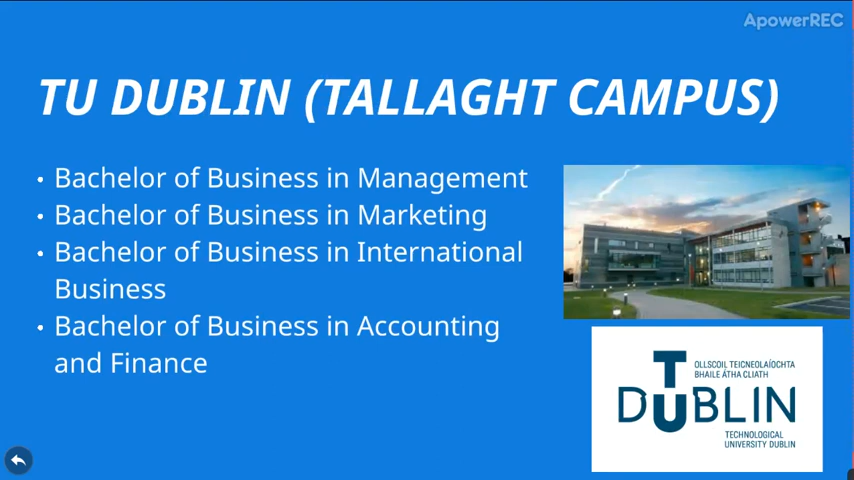 ApowerREC
TU DUBLIN (TALLAGHT CAMPUS)
• Bachelor of Business in Management
• Bachelor of Business in Marketing
• Bachelor of Business in International
Business
• Bachelor of Business in Accounting
and Finance
OLLSCOIL TEICNEOLAÍOCHTA
BHAILE ÁTHA CLIATH
TU DUBLIN
TECHNOLOGICAL
UNIVERSITY DUBLIN